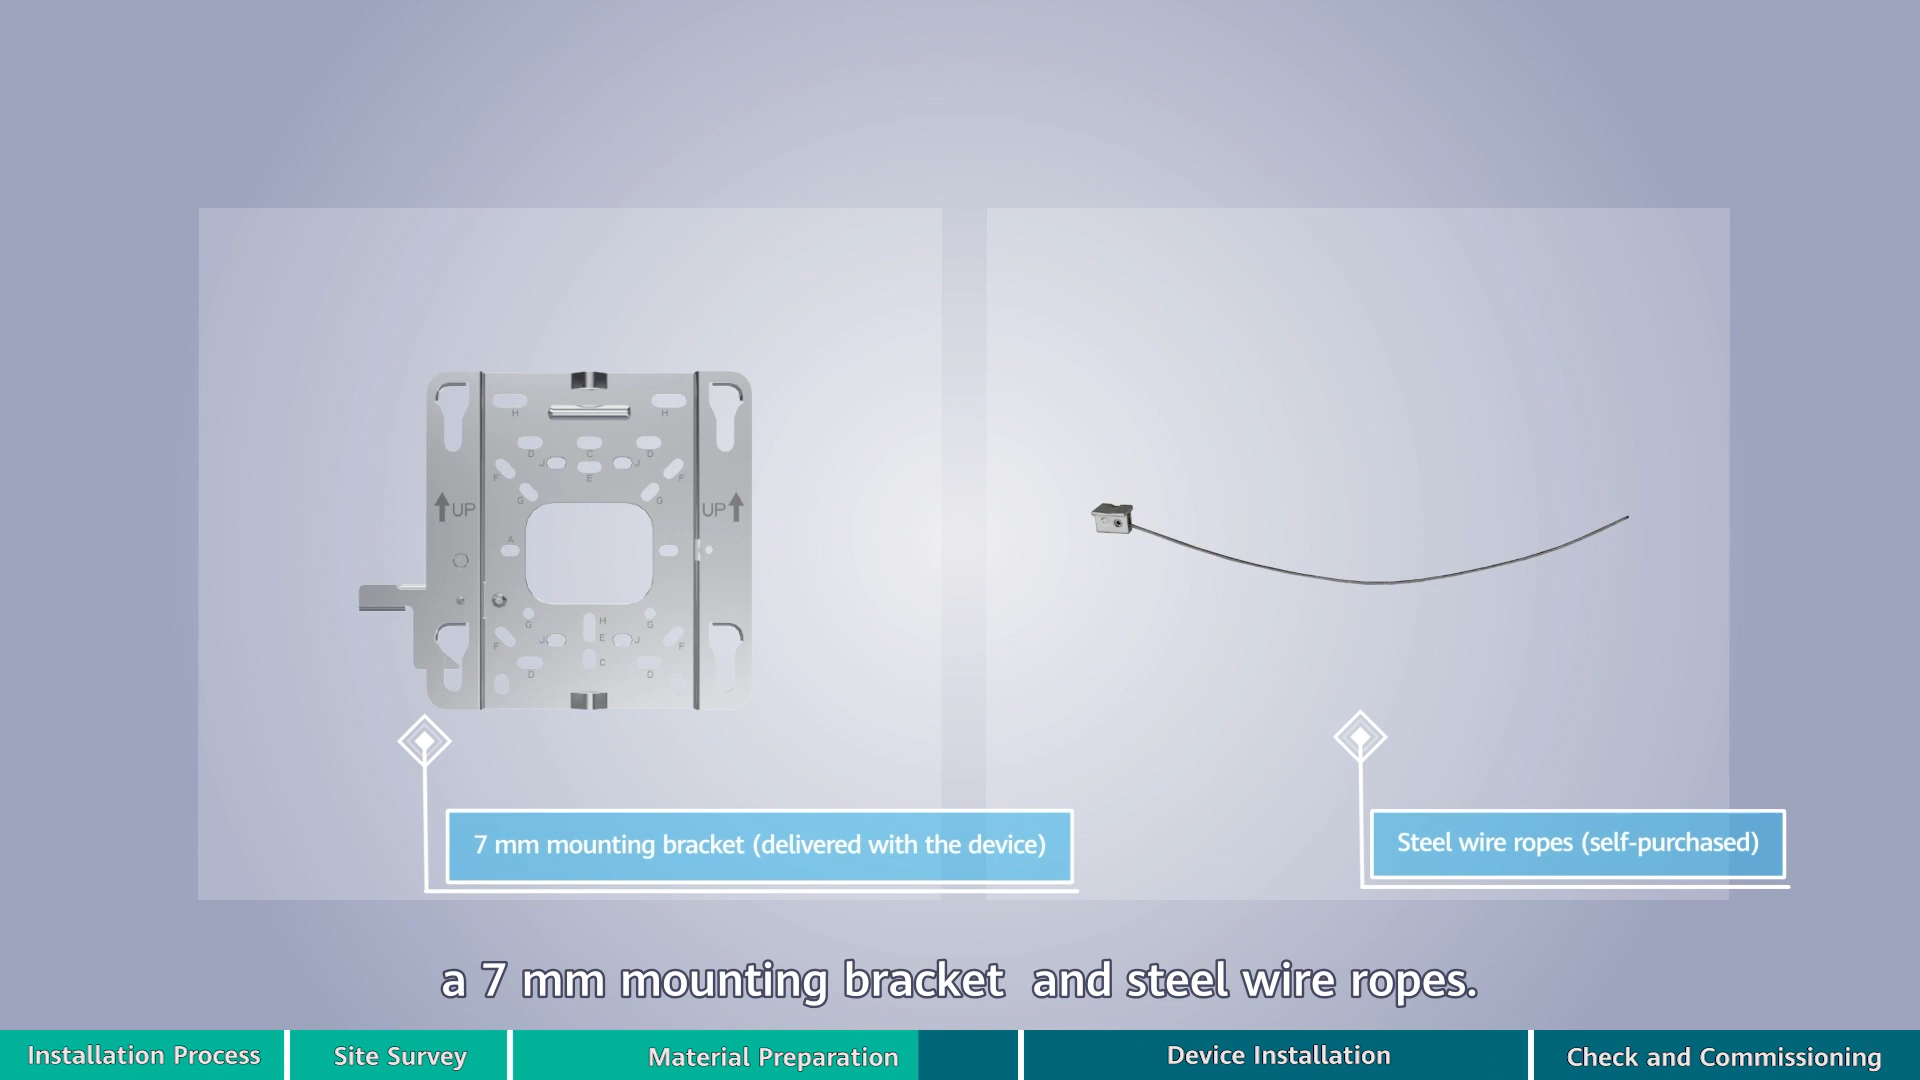 H H
D C D
J J
F E F
G G
UP UP
A
G H G
F J E J F
C
D D
7 mm mounting bracket (delivered with the device)
Steel wire ropes (self-purchased)
a 7 mm mounting bracket and steel wire ropes.
Installation Process
Site Survey
Material Preparation
Device Installation
Check and Commissioning